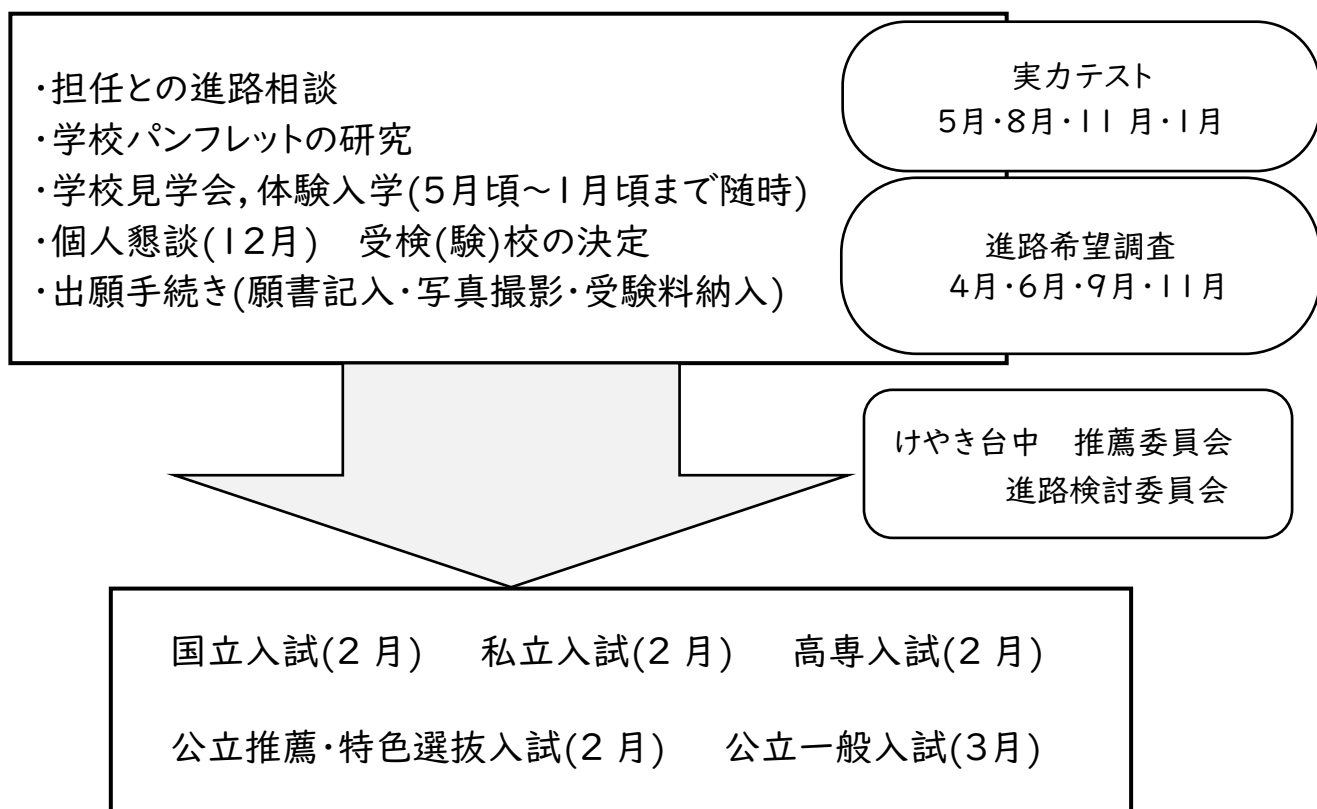 ・担任との進路相談
・学校パンフレットの研究
・学校見学会,体験入学(5月頃~1月頃まで随時)
・個人懇談(12月)　受検(験)校の決定
・出願手続き(願書記入・写真撮影・受験料納入)
実力テスト
5月・8月・11月・1月
進路希望調査
4月・6月・9月・11月
けやき台中　推薦委員会
進路検討委員会
国立入試(2月)　私立入試(2月)　高専入試(2月)
公立推薦・特色選抜入試(2月)　公立一般入試(3月)